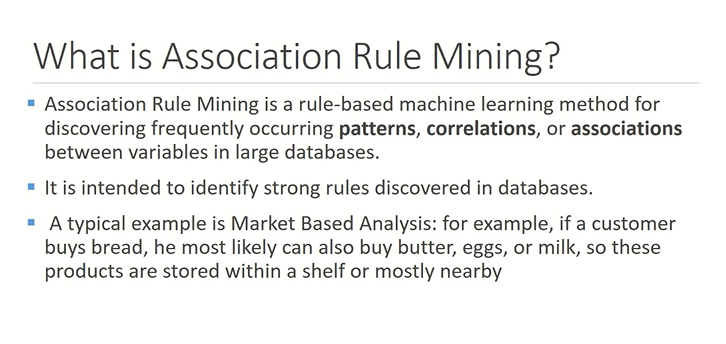 What is Association Rule Mining?
▪ Association Rule Mining is a rule-based machine learning method for
discovering frequently occurring patterns, correlations, or associations
between variables in large databases.
▪ It is intended to identify strong rules discovered in databases.
▪ A typical example is Market Based Analysis: for example, if a customer
buys bread, he most likely can also buy butter, eggs, or milk, so these
products are stored within a shelf or mostly nearby